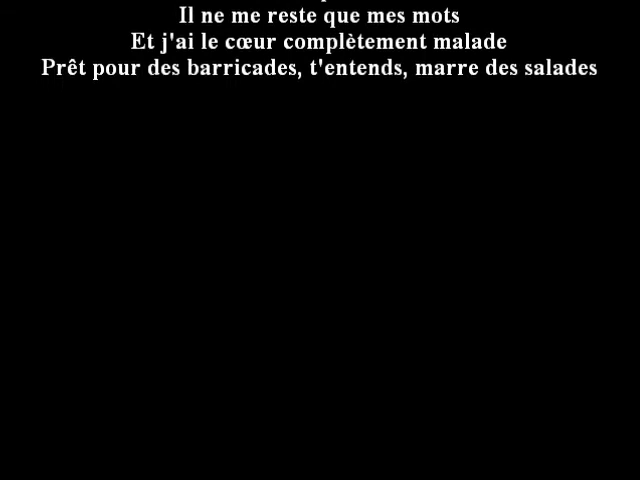 Il ne me reste que mes mots
Et j'ai le cœur complètement malade
Prêt pour des barricades, t'entends, marre des salades